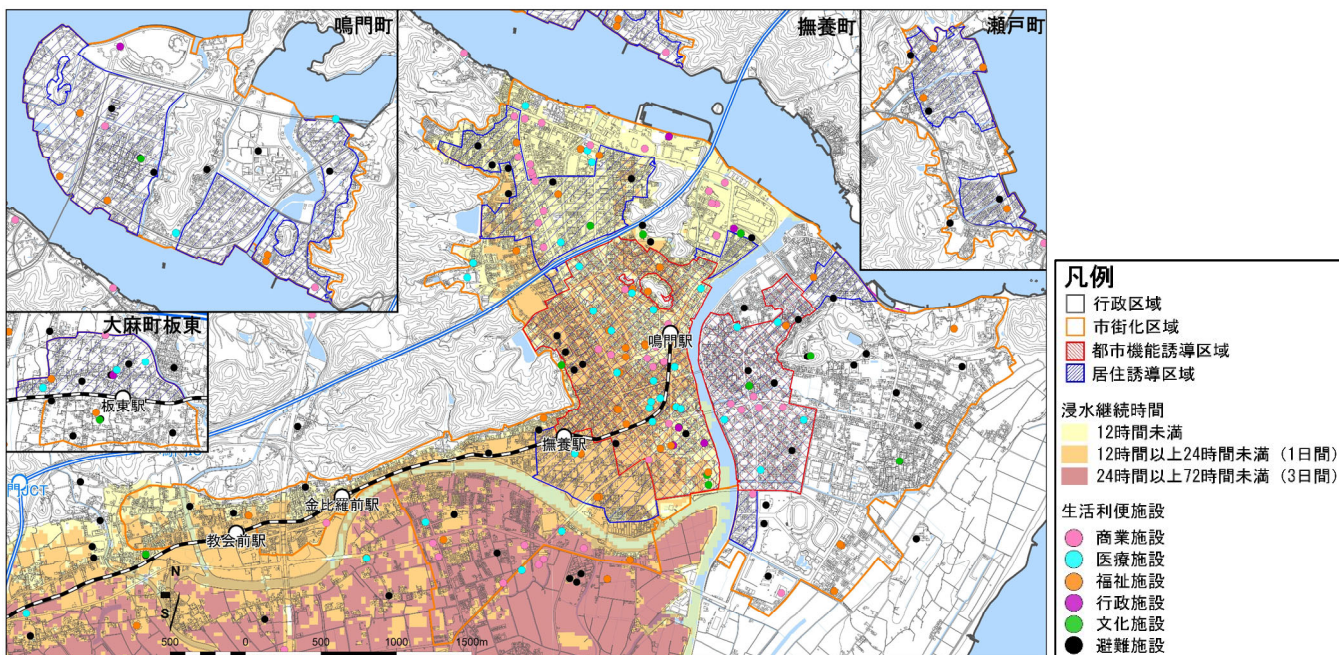 鳴門町
撫養町
瀬戸町
大麻町板東
板東駅
鳴門駅
撫養駅
金比羅前駅
教会前駅
門JCT
N
S
500
0
500
1000
1500m
凡例
行政区域
市街化区域
都市機能誘導区域
居住誘導区域
浸水継続時間
12時間未満
12時間以上24時間未満（1日間）
24時間以上72時間未満（3日間）
生活利便施設
商業施設
医療施設
福祉施設
行政施設
文化施設
避難施設